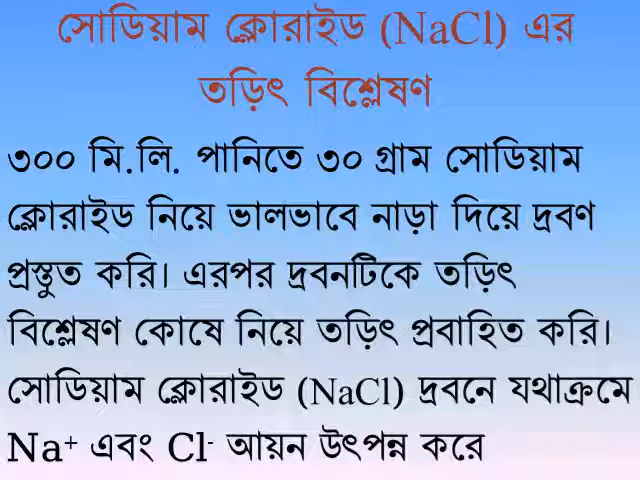 সোডিয়াম ক্লোরাইড (NaCl) এর
তড়িৎ বিশ্লেষণ
৩০০ মি.লি. পানিতে ৩০ গ্রাম সোডিয়াম
ক্লোরাইড নিয়ে ভালভাবে নাড়া দিয়ে দ্রবণ
প্রস্তুত করি। এরপর দ্রবনটিকে তড়িৎ
বিশ্লেষণ কোষে নিয়ে তড়িৎ প্রবাহিত করি।
সোডিয়াম ক্লোরাইড (NaCl) দ্রবনে যথাক্রমে
Na⁺ এবং Cl⁻ আয়ন উৎপন্ন করে